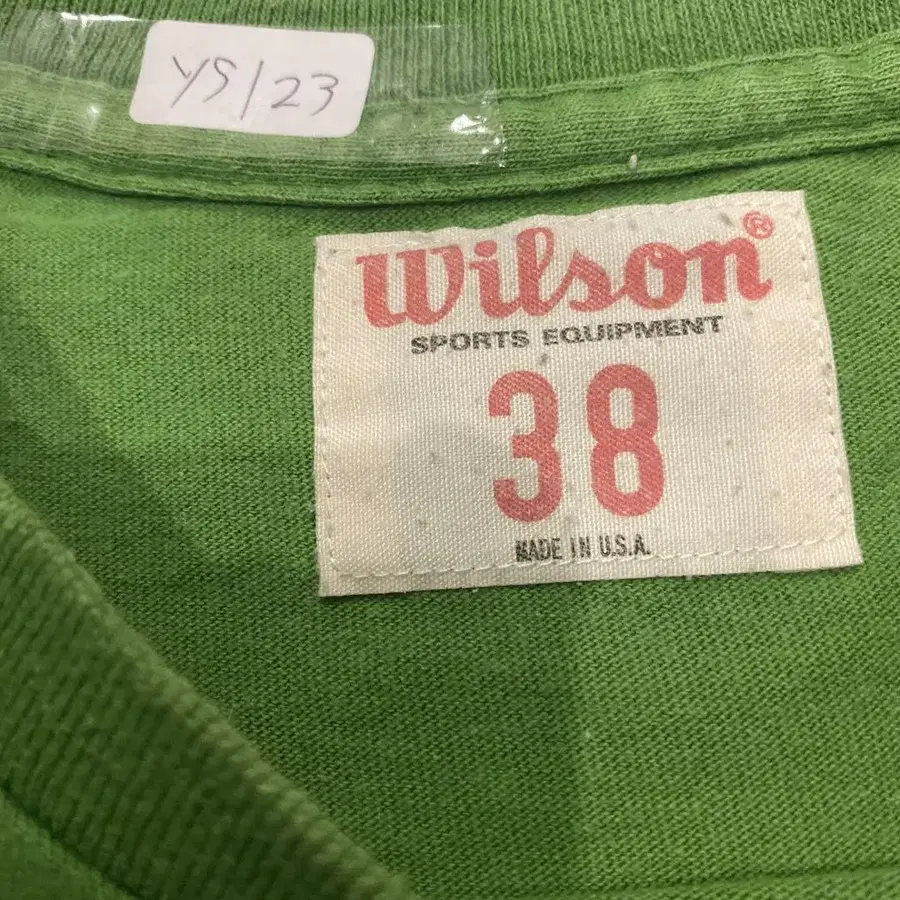 YS/23
Wilson®
SPORTS EQUIPMENT
38
MADE IN U.S.A.